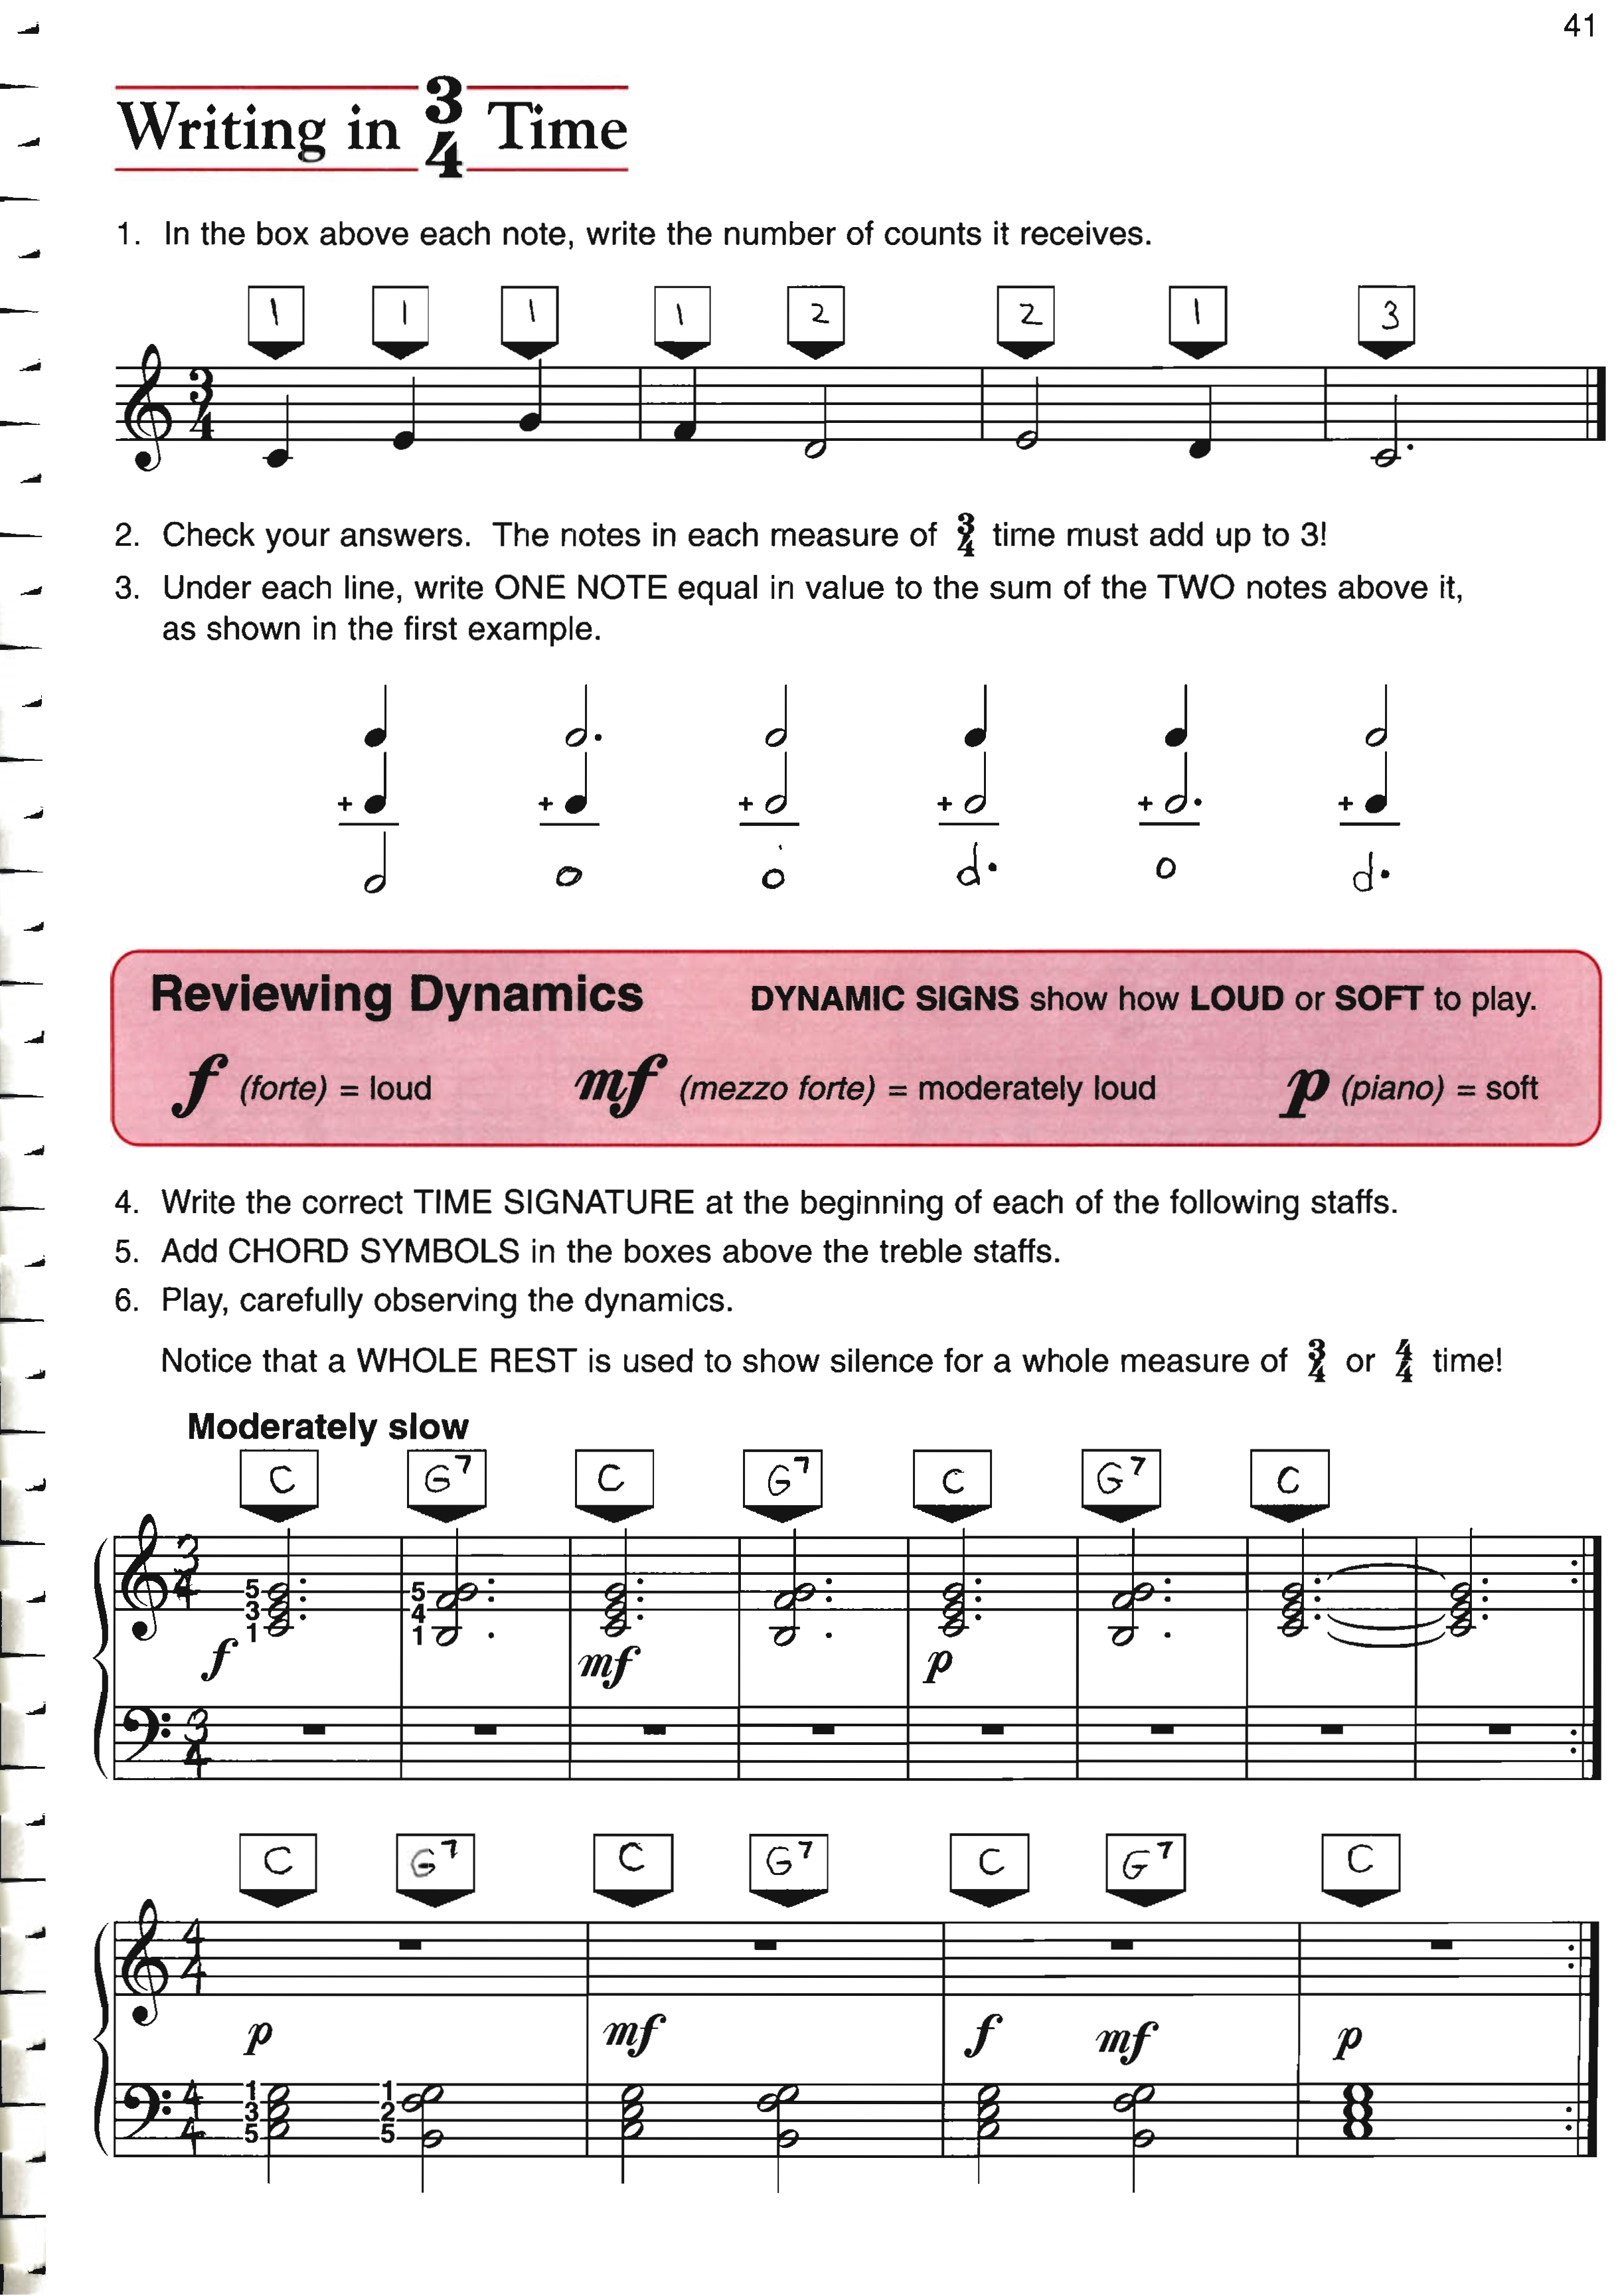 41
Writing in 3/4 Time
1. In the box above each note, write the number of counts it receives.
1 1 1 1 2 2 1 3
3
4
2. Check your answers. The notes in each measure of 3/4 time must add up to 3!
3. Under each line, write ONE NOTE equal in value to the sum of the TWO notes above it,
as shown in the first example.
+ + + + + +
Reviewing Dynamics DYNAMIC SIGNS show how LOUD or SOFT to play.
f (forte) = loud mf (mezzo forte) = moderately loud p (piano) = soft
4. Write the correct TIME SIGNATURE at the beginning of each of the following staffs.
5. Add CHORD SYMBOLS in the boxes above the treble staffs.
6. Play, carefully observing the dynamics.
Notice that a WHOLE REST is used to show silence for a whole measure of 3/4 or 4/4 time!
Moderately slow
C G7 C G7 C G7 C
3
4
5 5
3 4
1 1
f mf p
3
4
C G7 C G7 C G7 C
4
4
p mf f mf p
4
4
1 1
3 2
5 5